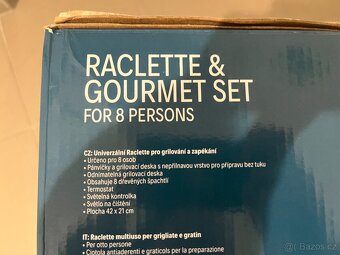 RACLETTE &
GOURMET SET
FOR 8 PERSONS
CZ: Univerzální Raclette pro grilování a zapékání
• Určeno pro 8 osob
• Pánvičky a grilovací deska s nepřilnavou vrstvo pro přípravu bez tuku
• Odnímatelná grilovací deska
• Obsahuje 8 dřevěných špachtlí
• Termostat
• Světelná kontrolka
• Světlo na čistění
• Plocha 42 x 21 cm
IT: Raclette multiuso per grigliate e gratin
• Per otto persone
• Ciotola antiaderenti e graticols per la preparazione
Bazoš.cz